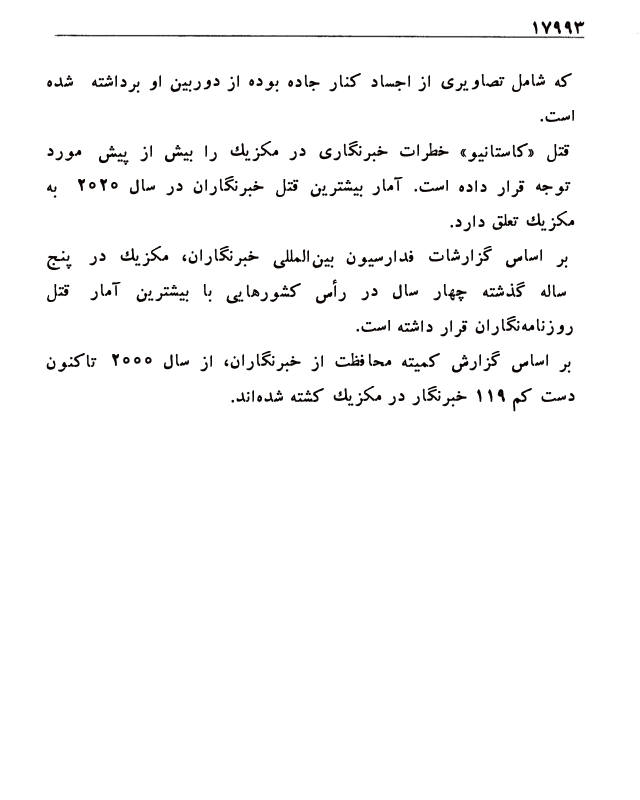 ۱۷۹۹۳
که شامل تصاویری از اجساد کنار جاده بوده از دوربین او برداشته شده
است.
قتل «کاستانیو» خطرات خبرنگاری در مکزیك را بیش از پیش مورد
توجه قرار داده است. آمار بیشترین قتل خبرنگاران در سال ۲۰۲۰ به
مکزیك تعلق دارد.
بر اساس گزارشات فدارسیون بین‌المللی خبرنگاران، مکزیك در پنج
ساله گذشته چهار سال در رأس کشورهایی با بیشترین آمار قتل
روزنامه‌نگاران قرار داشته است.
بر اساس گزارش کمیته محافظت از خبرنگاران، از سال ۲۰۰۰ تاکنون
دست کم ۱۱۹ خبرنگار در مکزیك کشته شده‌اند.